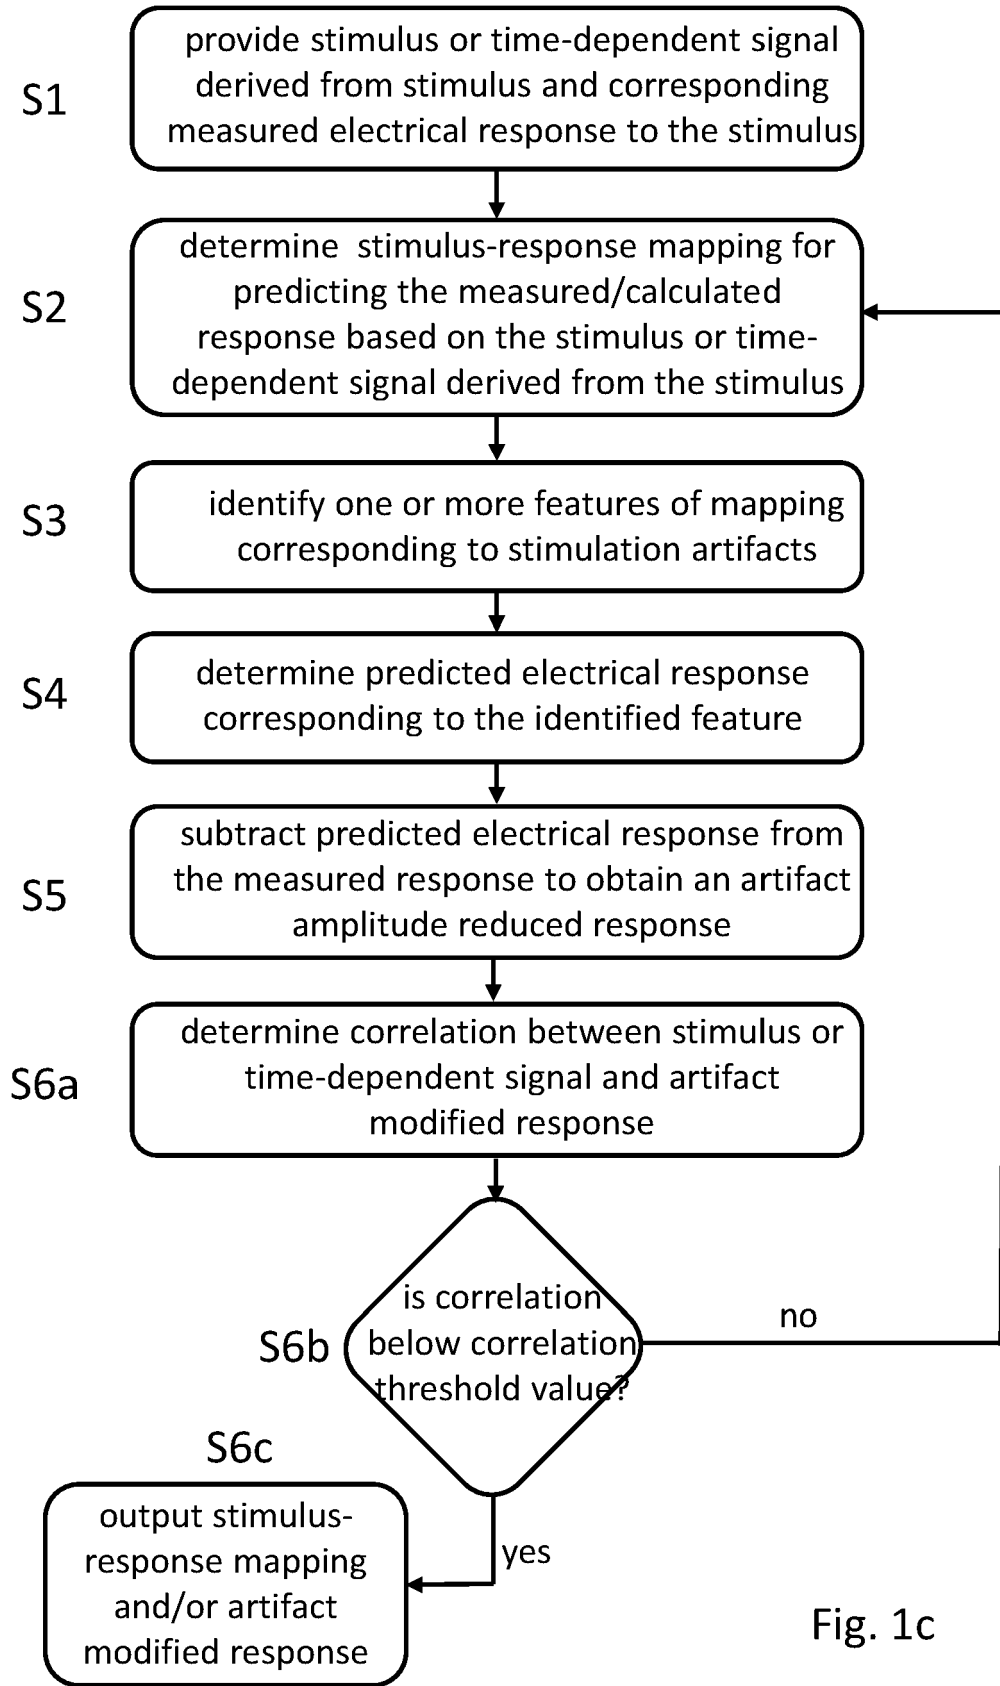 provide stimulus or time-dependent signal
derived from stimulus and corresponding
measured electrical response to the stimulus
S1
determine stimulus-response mapping for
predicting the measured/calculated
response based on the stimulus or time-
dependent signal derived from the stimulus
S2
identify one or more features of mapping
corresponding to stimulation artifacts
S3
determine predicted electrical response
corresponding to the identified feature
S4
subtract predicted electrical response from
the measured response to obtain an artifact
amplitude reduced response
S5
determine correlation between stimulus or
time-dependent signal and artifact
modified response
S6a
is correlation
below correlation
threshold value?
S6b
no
yes
S6c
output stimulus-
response mapping
and/or artifact
modified response
Fig. 1c